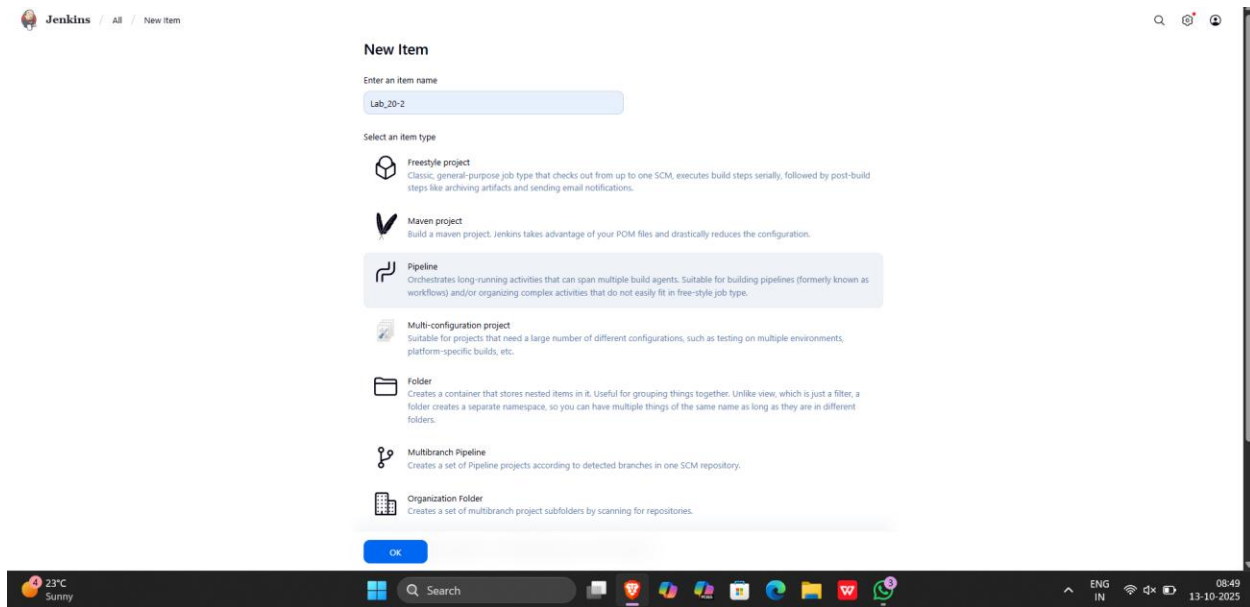 Jenkins / All / New Item
New Item
Enter an item name
Lab_20-2
Select an item type
Freestyle project
Classic, general-purpose job type that checks out from up to one SCM, executes build steps serially, followed by post-build
steps like archiving artifacts and sending email notifications.
Maven project
Build a maven project. Jenkins takes advantage of your POM files and drastically reduces the configuration.
Pipeline
Orchestrates long-running activities that can span multiple build agents. Suitable for building pipelines (formerly known as
workflows) and/or organizing complex activities that do not easily fit in free-style job type.
Multi-configuration project
Suitable for projects that need a large number of different configurations, such as testing on multiple environments,
platform-specific builds, etc.
Folder
Creates a container that stores nested items in it. Useful for grouping things together. Unlike view, which is just a filter, a
folder creates a separate namespace, so you can have multiple things of the same name as long as they are in different
folders.
Multibranch Pipeline
Creates a set of Pipeline projects according to detected branches in one SCM repository.
Organization Folder
Creates a set of multibranch project subfolders by scanning for repositories.
OK
4
23°C
Sunny
Search
3
ENG
IN
08:49
13-10-2025